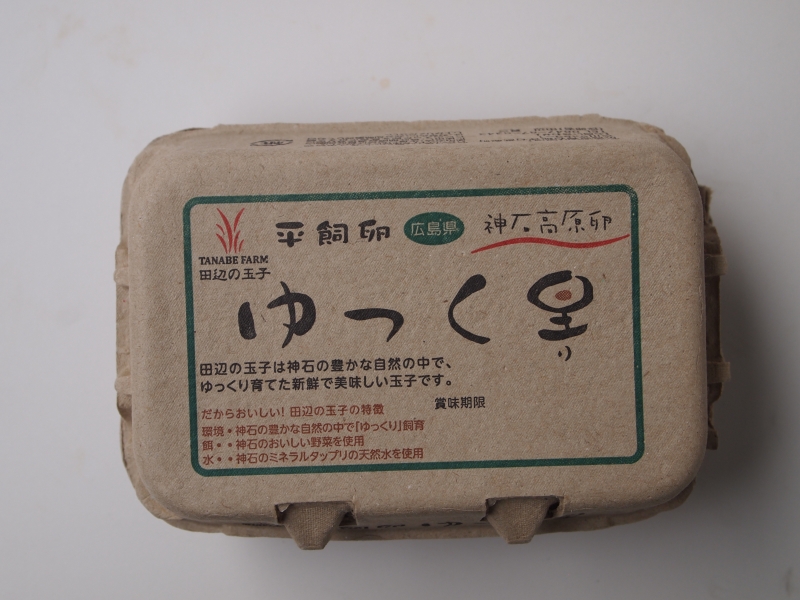 平飼卵 広島県 神石高原卵
TANABE FARM
田辺の玉子
ゆっく里
り
田辺の玉子は神石の豊かな自然の中で、
ゆっくり育てた新鮮で美味しい玉子です。
賞味期限
だからおいしい! 田辺の玉子の特徴
環境・神石の豊かな自然の中で「ゆっくり」飼育
餌・・神石のおいしい野菜を使用
水・・神石のミネラルタップリの天然水を使用